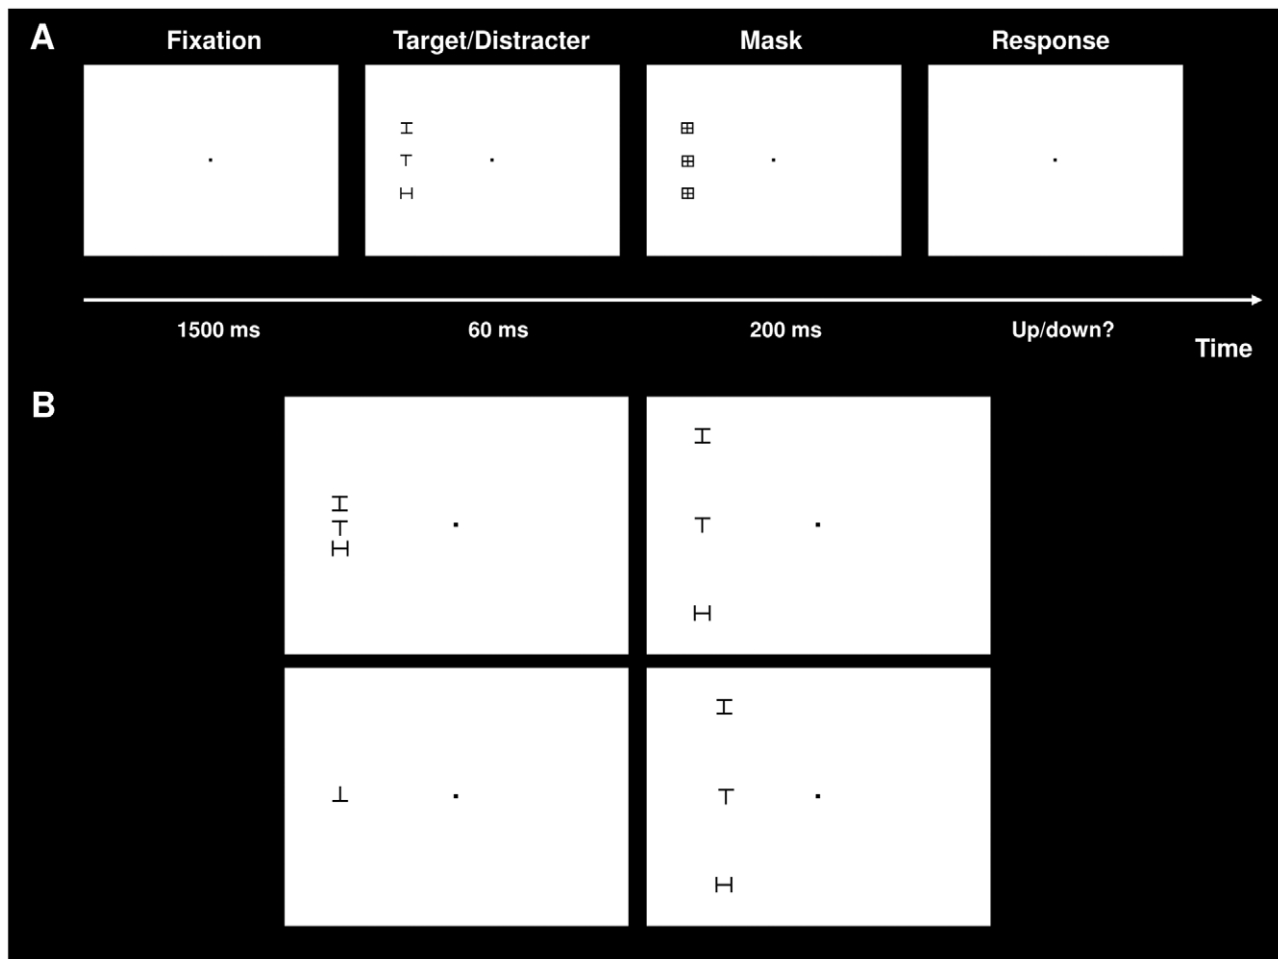 A
Fixation
Target/Distracter
Mask
Response
T
1500 ms
60 ms
200 ms
Up/down?
Time
B
T
T
T